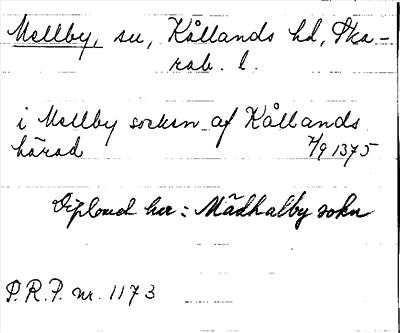 Mellby, sn, Kållands hd, Ska-
rab. l.
i Mellby socken af Kållands
härad 7/9 1375
Diplomet har: Mädhalby sokn
P.R.P. nr. 1173